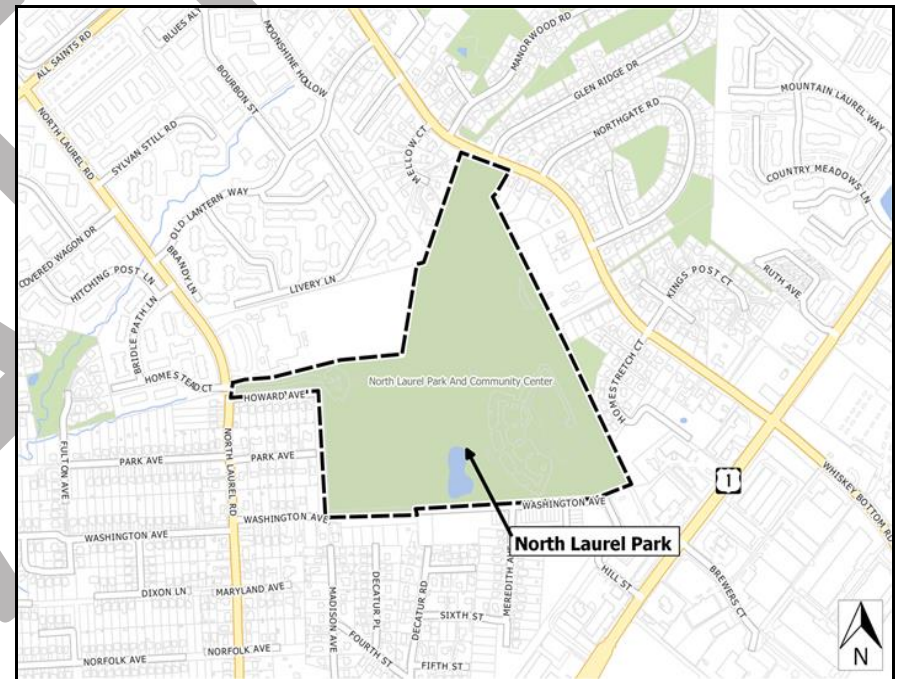 BLUES AL
MOONSHINE HOLLOW
MANORWOOD RD
ALL SAINTS RD
BOURBON ST
GLEN RIDGE DR
MOUNTAIN LAUREL WAY
NORTH LAUREL RD
SYLVAN STILL RD
NORTHGATE RD
MELLOW CT
COUNTRY MEADOWS LN
OLD LANTERN WAY
OVERED WAGON DR
BRANDY LN
HITCHING POST LN
LIVERY LN
KINGS POST CT
RUTH AVE
BRIDLE PATH LN
HOMESTEAD CT
North Laurel Park And Community Center
HOWARD AVE
HOMESTRETCH CT
FULTON AVE
PARK AVE
PARK AVE
NORTH LAUREL RD
WHISKEY BOTTOM RD
1
WASHINGTON AVE
WASHINGTON AVE
WASHINGTON AVE
North Laurel Park
MEREDITH AVE
HILL ST
BREWERS CT
DIXON LN
MARYLAND AVE
MADISON AVE
DECATUR PL
DECATUR RD
SIXTH ST
FOURTH ST
NORFOLK AVE
NORFOLK AVE
FIFTH ST
N